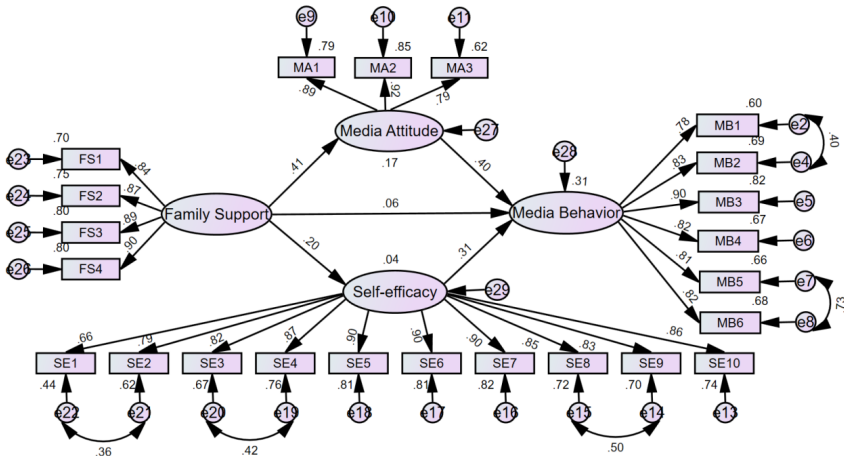 e9 e10 e11
.79 .85 .62
MA1 MA2 MA3
.89 .92 .79
Media Attitude e27
.17
e28
.31
.60
.78 MB1 e2
.69
.83 MB2 e4
.40
.82
.90 MB3 e5
.67
.82 MB4 e6
.66
.81 MB5 e7
.68
.82 MB6 e8
.73
.70
e23 FS1 .84
.75
e24 FS2 .87
.80
e25 FS3 .89
.80
e26 FS4 .90
Family Support
.41 .40
.06
Media Behavior
.20 .31
.04
Self-efficacy e29
.66 .79 .82 .87 .90 .90 .90 .85 .83 .86
SE1 SE2 SE3 SE4 SE5 SE6 SE7 SE8 SE9 SE10
.44 .62 .67 .76 .81 .81 .82 .72 .70 .74
e22 e21 e20 e19 e18 e17 e16 e15 e14 e13
.36 .42 .50